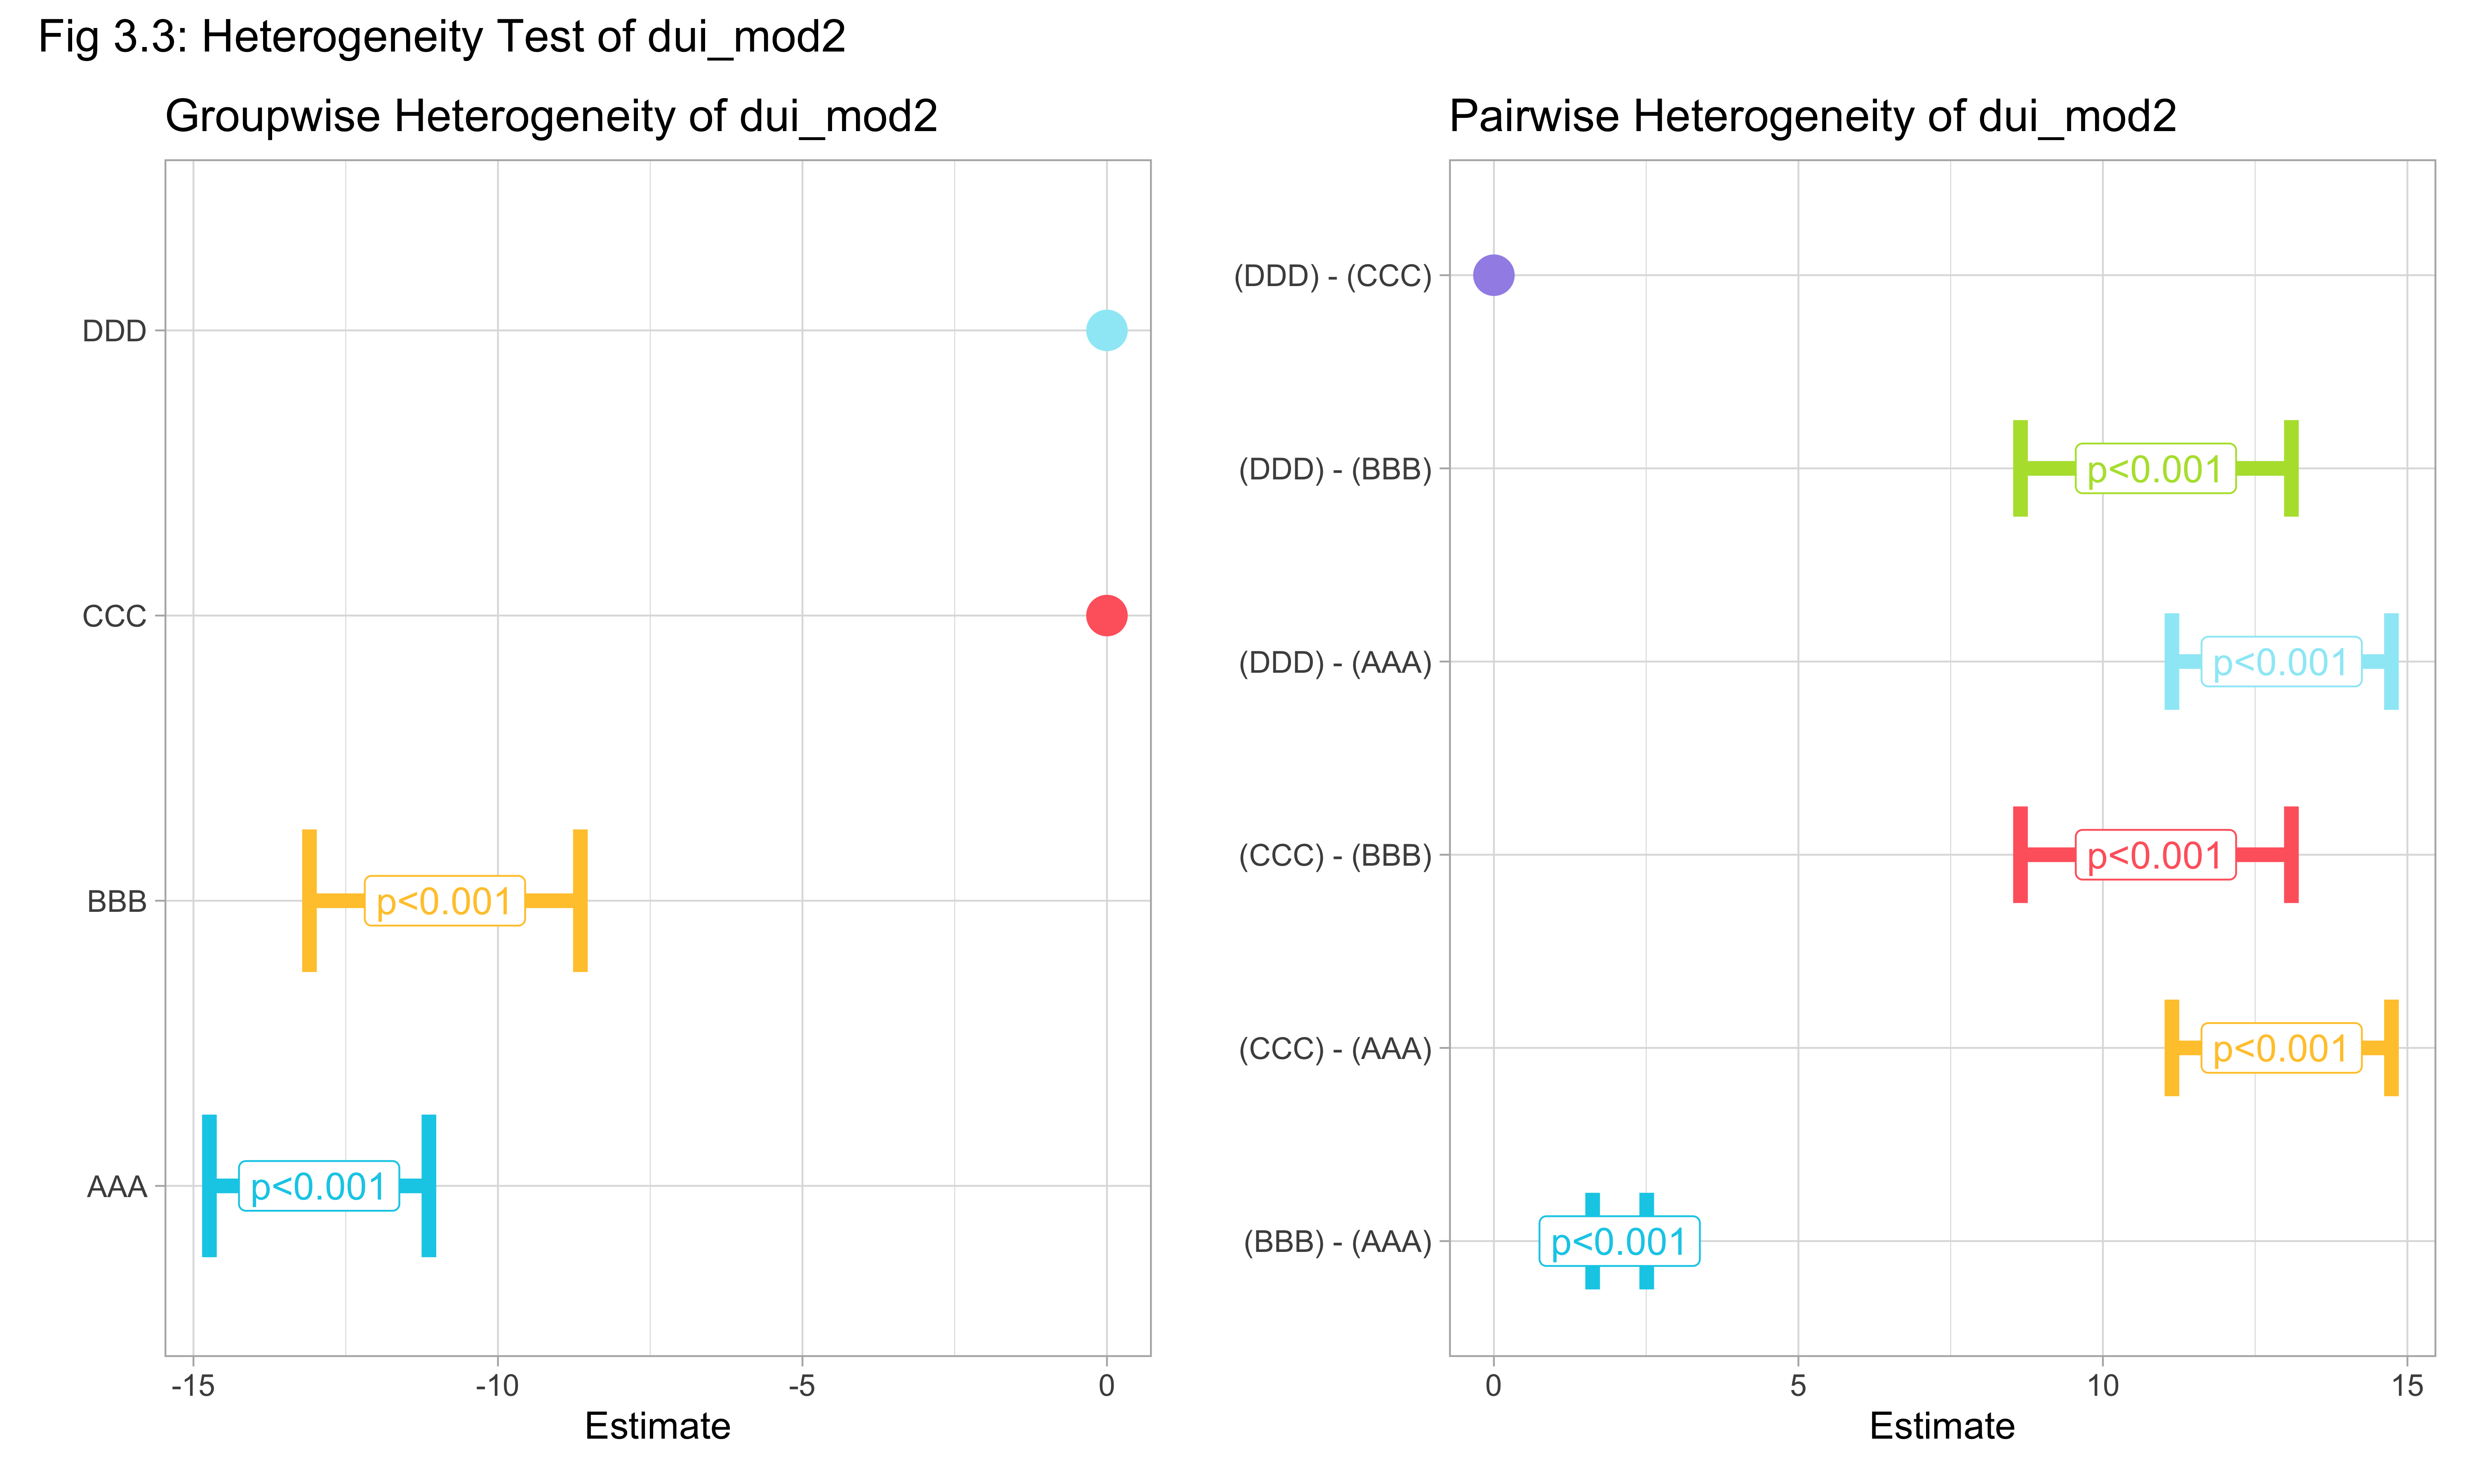 Fig 3.3: Heterogeneity Test of dui_mod2
Groupwise Heterogeneity of dui_mod2
DDD
CCC
BBB
p<0.001
AAA
p<0.001
-15
-10
-5
0
Estimate
Pairwise Heterogeneity of dui_mod2
(DDD) - (CCC)
(DDD) - (BBB)
p<0.001
(DDD) - (AAA)
p<0.001
(CCC) - (BBB)
p<0.001
(CCC) - (AAA)
p<0.001
(BBB) - (AAA)
p<0.001
0
5
10
15
Estimate